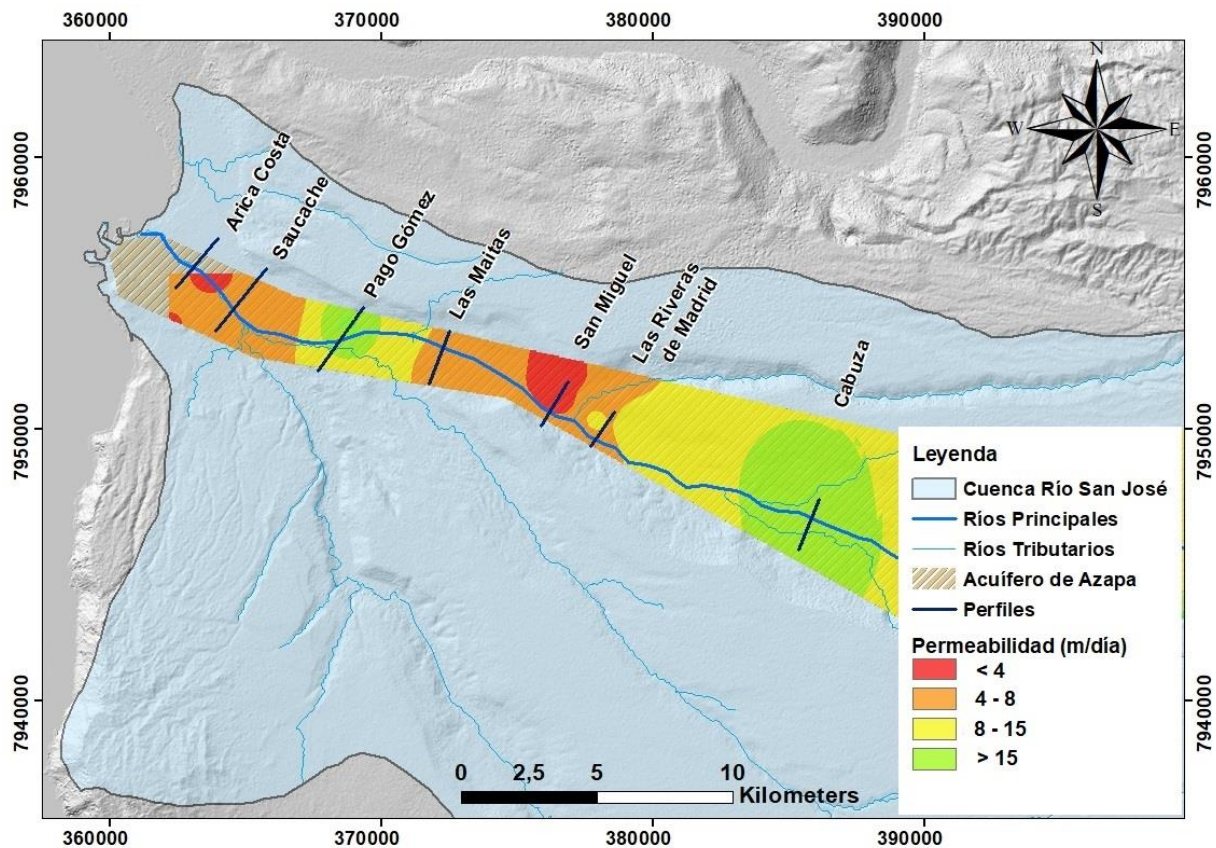 360000
370000
380000
390000
7960000
7950000
7940000
7960000
7950000
7940000
N
W
E
S
Arica Costa
Saucache
Pago Gómez
Las Maitas
San Miguel
Las Riveras
de Madrid
Cabuza
Leyenda
Cuenca Río San José
Ríos Principales
Ríos Tributarios
Acuífero de Azapa
Perfiles
Permeabilidad (m/día)
< 4
4 - 8
8 - 15
> 15
0 2,5 5 10
Kilometers
360000
370000
380000
390000